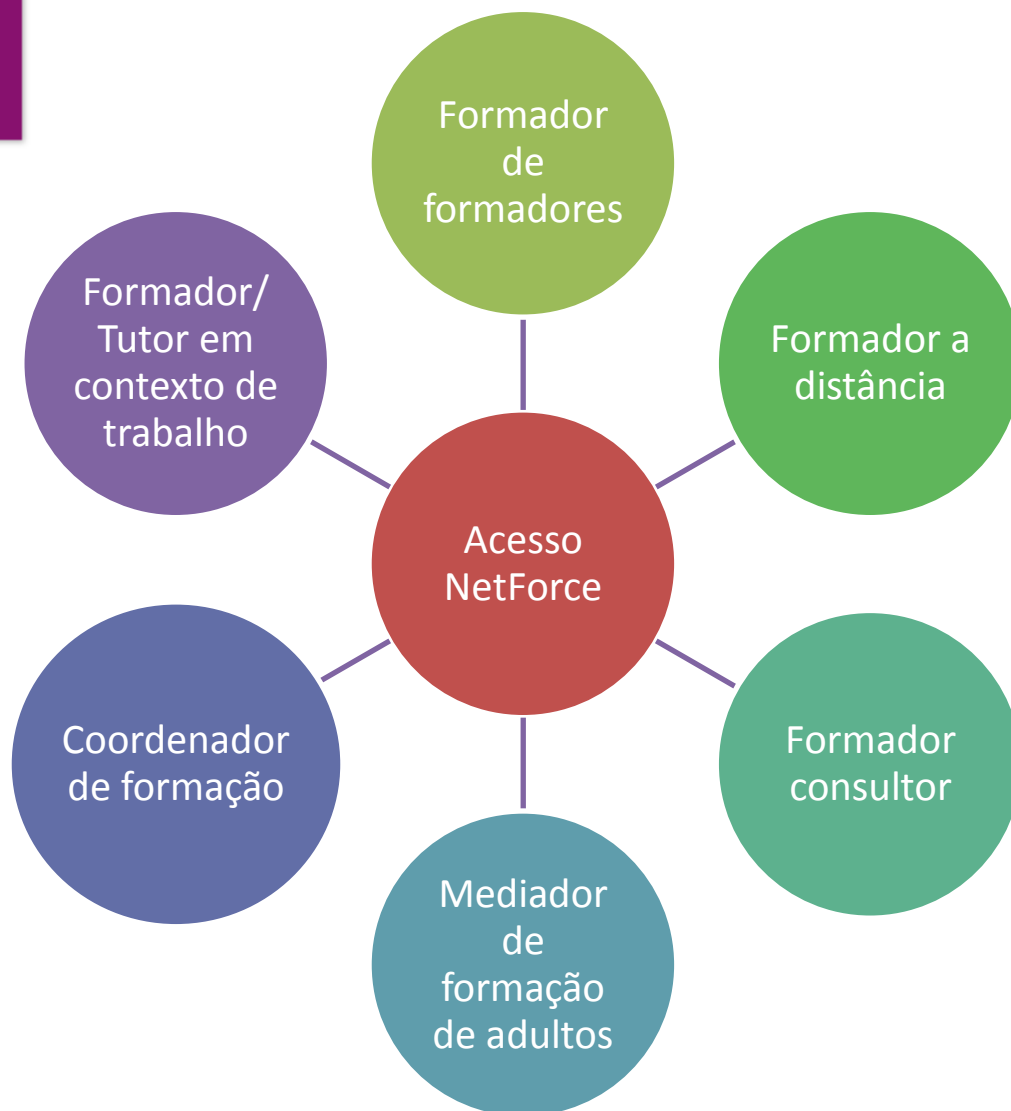 Formador
de
formadores
Formador/
Tutor em
contexto de
trabalho
Formador a
distância
Acesso
NetForce
Coordenador
de formação
Formador
consultor
Mediador
de
formação
de adultos